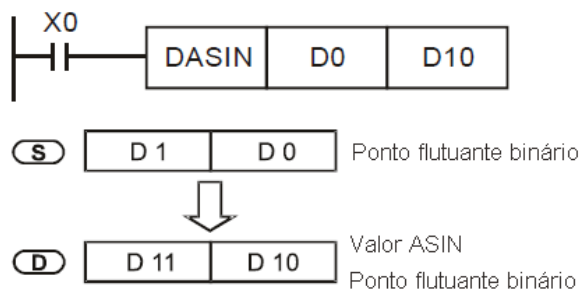 X0
DASIN D0 D10
S D 1 D 0 Ponto flutuante binário
Valor ASIN
D D 11 D 10
Ponto flutuante binário